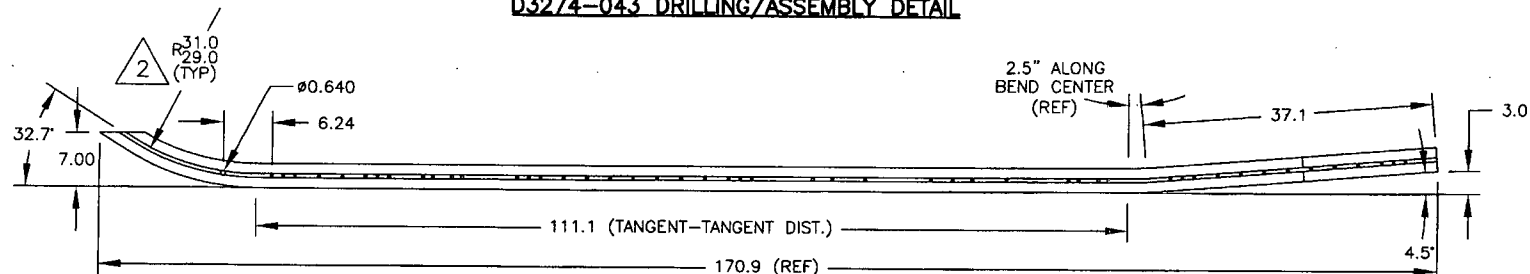 D3274-043 DRILLING/ASSEMBLY DETAIL
2
R31.0
29.0
(TYP)
ø0.640
2.5" ALONG
BEND CENTER
(REF)
37.1
3.0
32.7°
6.24
7.00
111.1 (TANGENT-TANGENT DIST.)
4.5°
170.9 (REF)